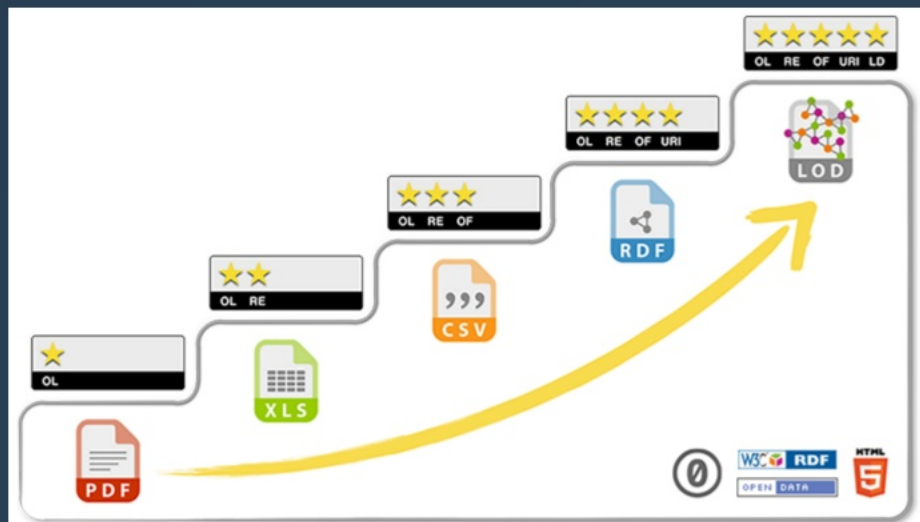 OL RE OF URI LD
LOD
OL RE OF URI
RDF
OL RE OF
,,,
CSV
OL RE
XLS
OL
PDF
0
W3C RDF
OPEN DATA
HTML
5